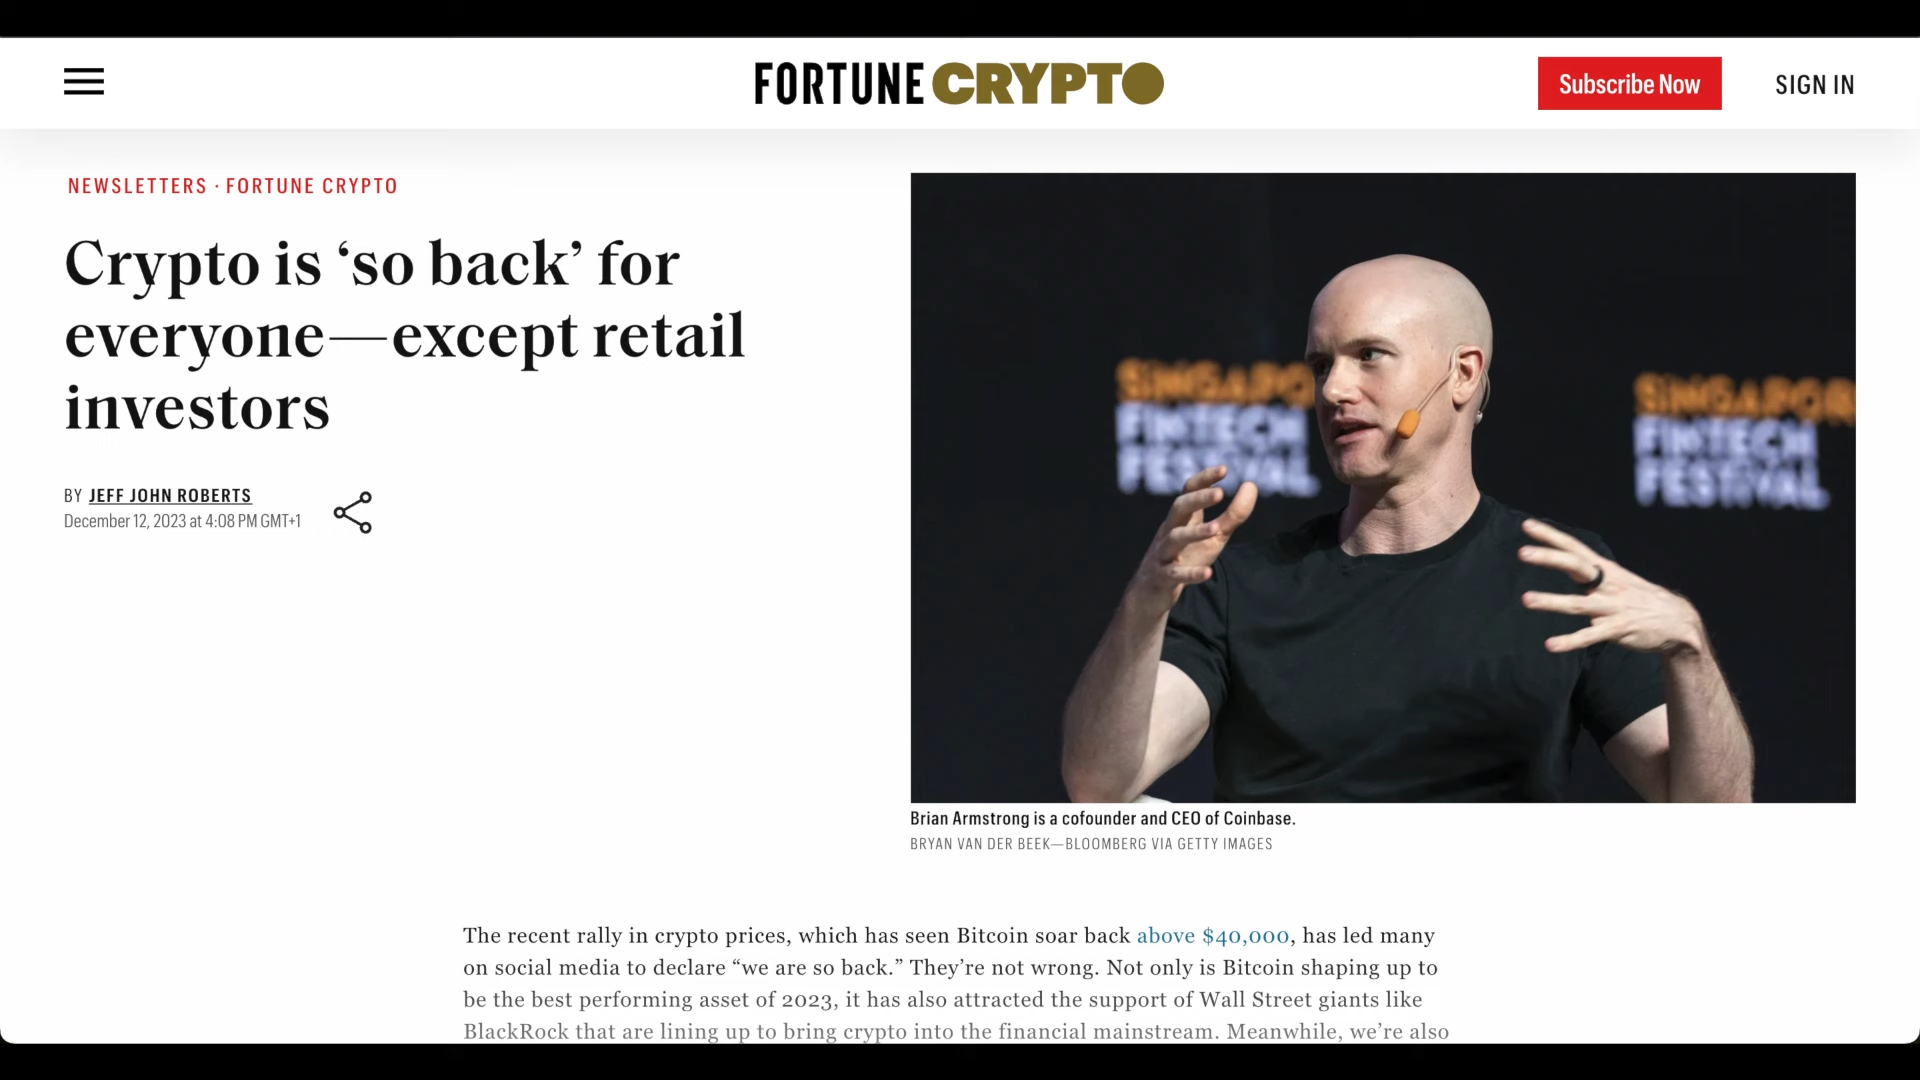 FORTUNE CRYPTO
Subscribe Now
SIGN IN
NEWSLETTERS · FORTUNE CRYPTO
Crypto is ‘so back’ for
everyone—except retail
investors
BY JEFF JOHN ROBERTS
December 12, 2023 at 4:08 PM GMT+1
SINGAPO
FINTECH
FESTIVAL
SINGAPOR
FINTECH
FESTIVAL
Brian Armstrong is a cofounder and CEO of Coinbase.
BRYAN VAN DER BEEK—BLOOMBERG VIA GETTY IMAGES
The recent rally in crypto prices, which has seen Bitcoin soar back above $40,000, has led many
on social media to declare “we are so back.” They’re not wrong. Not only is Bitcoin shaping up to
be the best performing asset of 2023, it has also attracted the support of Wall Street giants like
BlackRock that are lining up to bring crypto into the financial mainstream. Meanwhile, we’re also